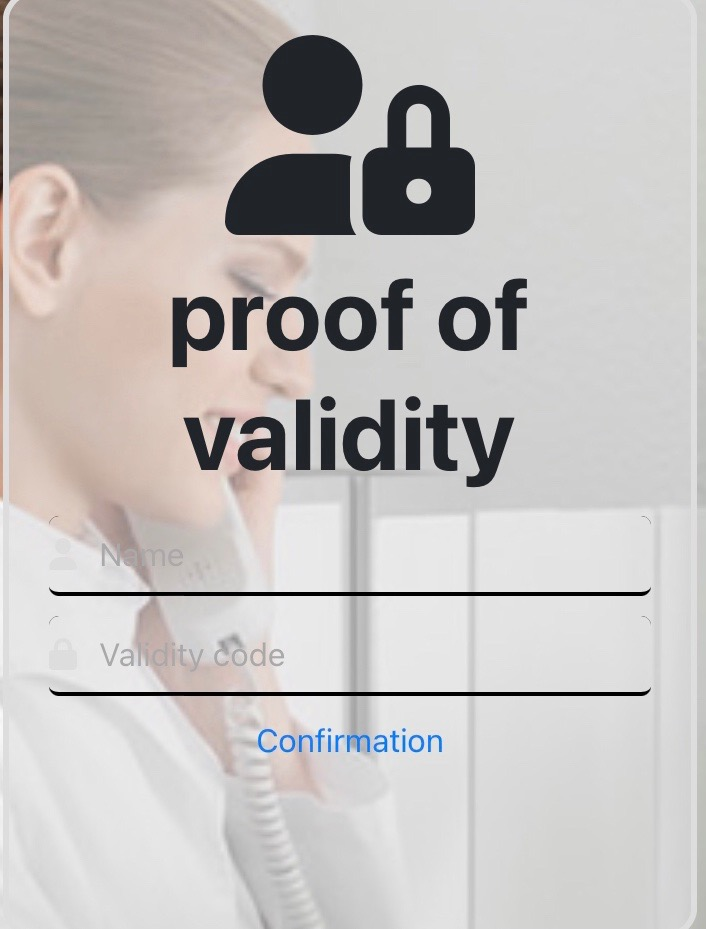 proof of
validity
Name
Validity code
Confirmation